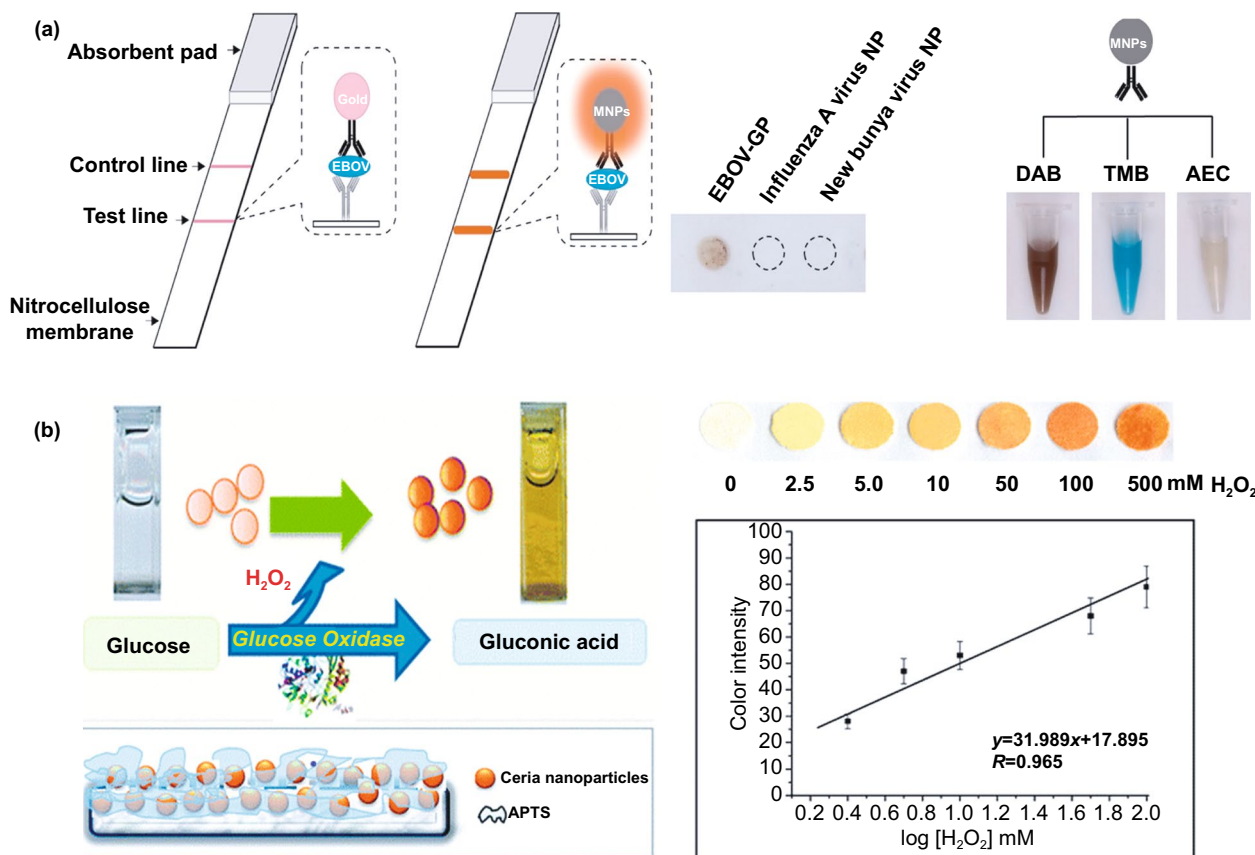 (a)
Absorbent pad
Control line
Test line
Nitrocellulose
membrane
Gold
EBOV
MNPs
EBOV
EBOV-GP
Influenza A virus NP
New bunya virus NP
MNPs
DAB TMB AEC
(b)
H₂O₂
Glucose
Glucose Oxidase
Gluconic acid
Ceria nanoparticles
APTS
0 2.5 5.0 10 50 100 500 mM H₂O₂
Color intensity
100
90
80
70
60
50
40
30
20
10
0
y=31.989x+17.895
R=0.965
0.2 0.4 0.6 0.8 1.0 1.2 1.4 1.6 1.8 2.0
log [H₂O₂] mM